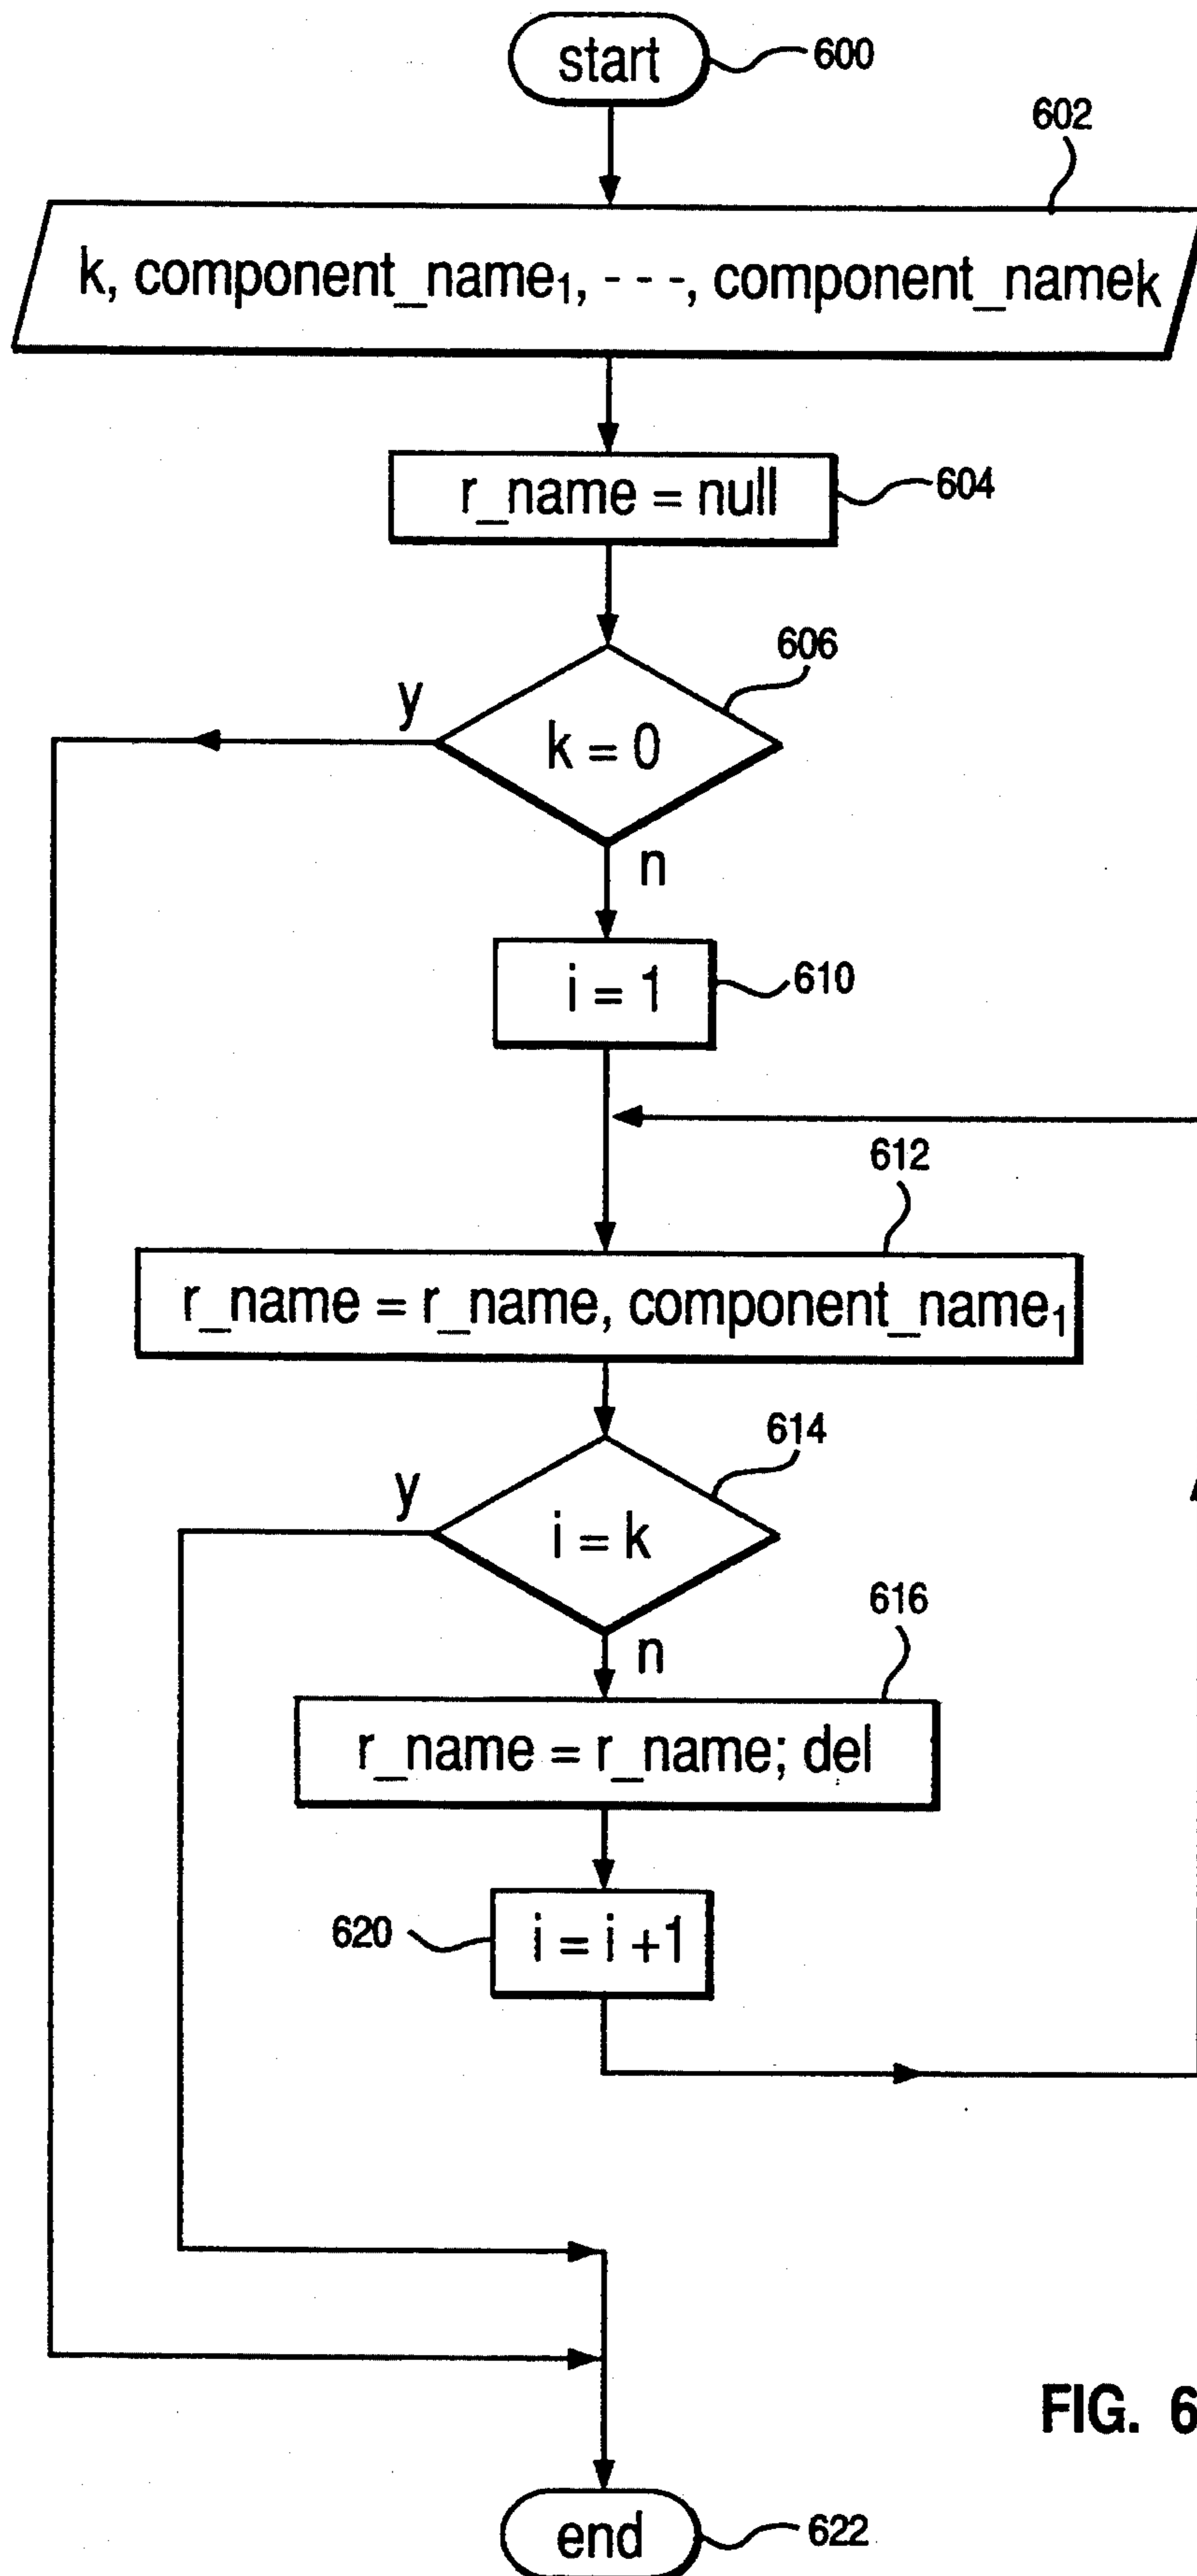 start
600
602
k, component_name₁, - - -, component_namek
r_name = null
604
606
y
k = 0
n
i = 1
610
612
r_name = r_name, component_name₁
614
y
i = k
n
616
r_name = r_name; del
620
i = i +1
FIG. 6
end
622